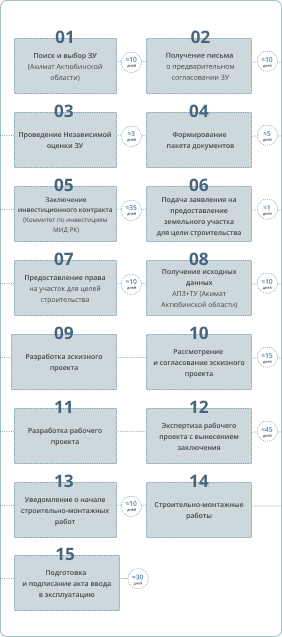 01
Поиск и выбор ЗУ
(Акимат Актюбинской
области)
≈10
дней
02
Получение письма
о предварительном
согласовании ЗУ
≈10
дней
03
Проведение Независимой
оценки ЗУ
≈3
дней
04
Формирование
пакета документов
≈5
дней
05
Заключение
инвестиционного контракта
(Комитет по инвестициям
МИД РК)
≈35
дней
06
Подача заявления на
предоставление
земельного участка
для цели строительства
≈1
дней
07
Предоставление права
на участок для целей
строительства
≈10
дней
08
Получение исходных
данных
АПЗ+ТУ (Акимат
Актюбинской области)
≈10
дней
09
Разработка эскизного
проекта
10
Рассмотрение
и согласование эскизного
проекта
≈15
дней
11
Разработка рабочего
проекта
12
Экспертиза рабочего
проекта с вынесением
заключения
≈45
дней
13
Уведомление о начале
строительно-монтажных
работ
≈10
дней
14
Строительно-монтажные
работы
15
Подготовка
и подписание акта ввода
в эксплуатацию
≈30
дней